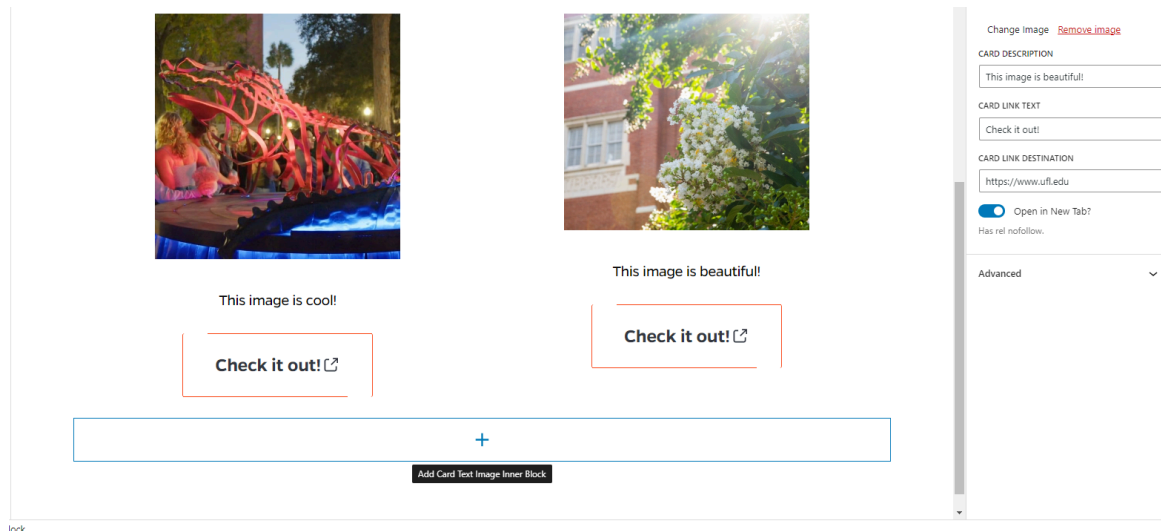 Change Image Remove image
CARD DESCRIPTION
This image is beautiful!
CARD LINK TEXT
Check it out!
CARD LINK DESTINATION
https://www.ufl.edu
Open in New Tab?
Has rel nofollow.
Advanced
This image is cool!
Check it out!
This image is beautiful!
Check it out!
+
Add Card Text Image Inner Block
lock